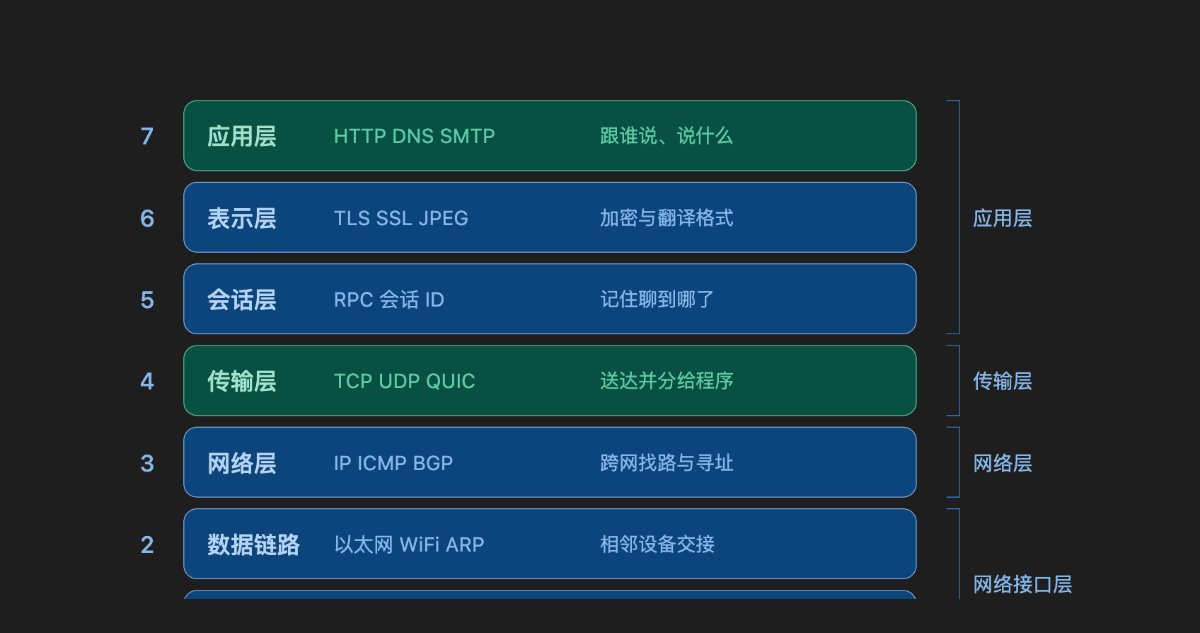 7 应用层 HTTP DNS SMTP 跟谁说、说什么
6 表示层 TLS SSL JPEG 加密与翻译格式 应用层
5 会话层 RPC 会话 ID 记住聊到哪了
4 传输层 TCP UDP QUIC 送达并分给程序 传输层
3 网络层 IP ICMP BGP 跨网找路与寻址 网络层
2 数据链路 以太网 WiFi ARP 相邻设备交接
网络接口层